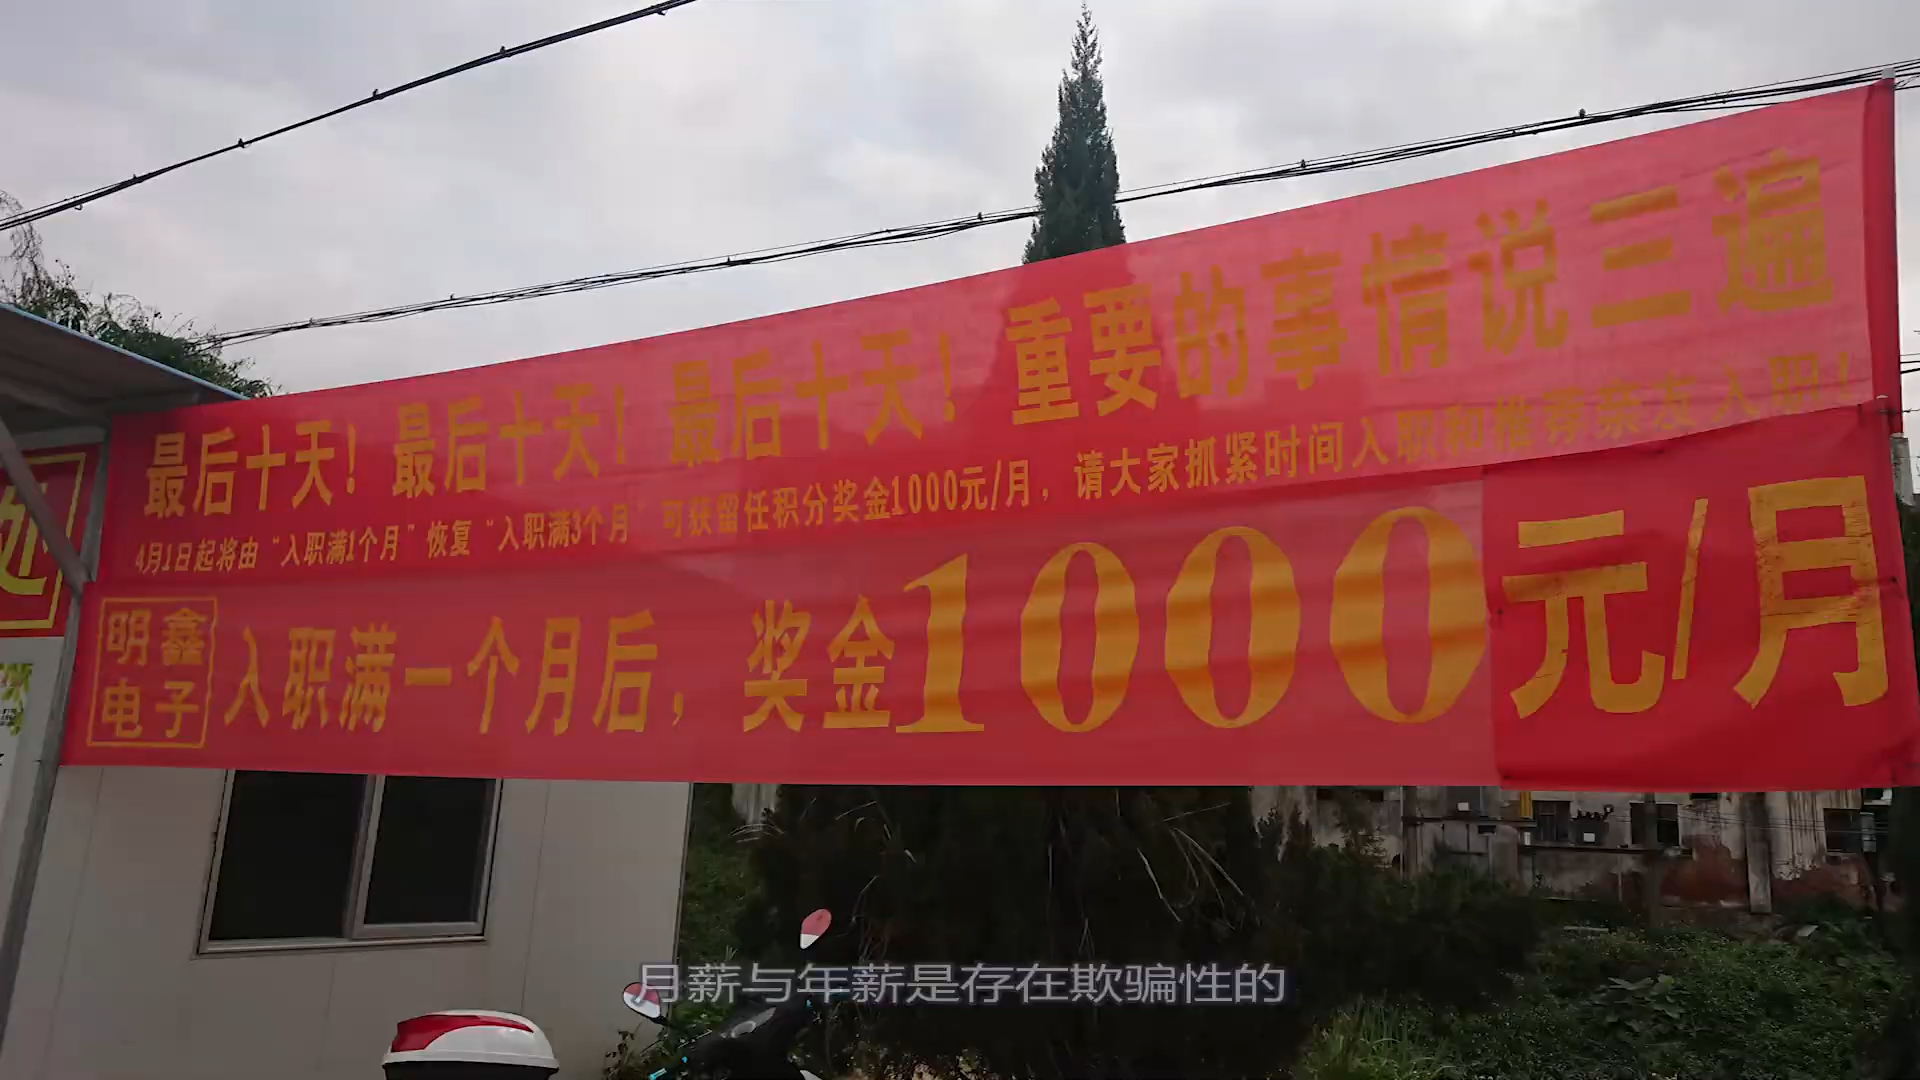 最后十天！最后十天！最后十天！重要的事情说三遍
4月1日起将由“入职满1个月”恢复“入职满3个月”可获留任积分奖金1000元/月，请大家抓紧时间入职和推荐亲友入职！
明鑫
电子
入职满一个月后，奖金1000元/月
处
月薪与年薪是存在欺骗性的